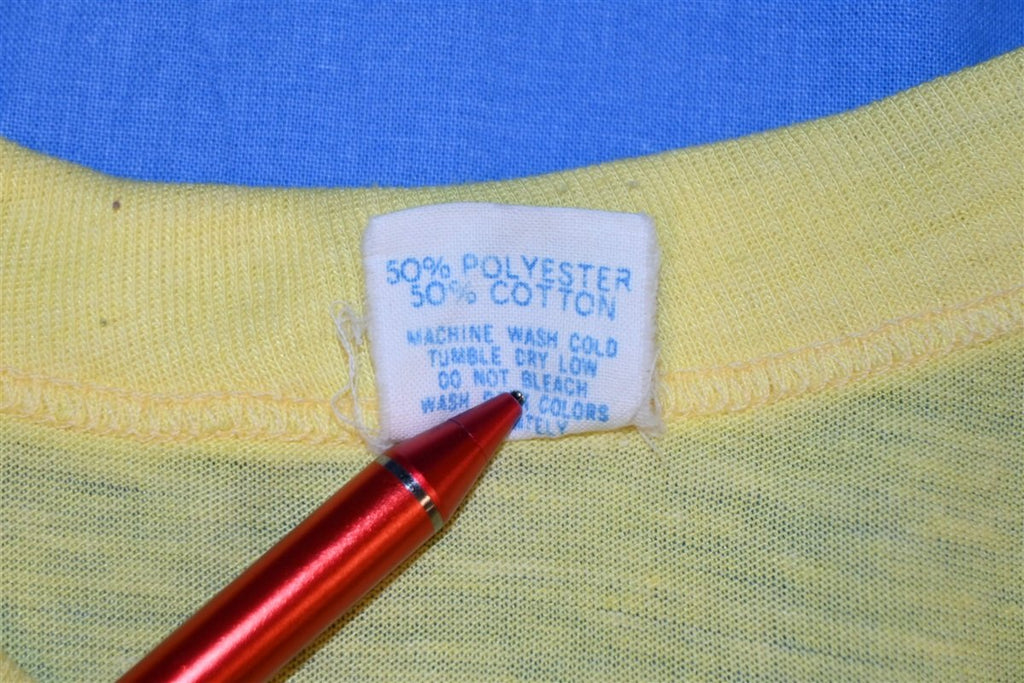 50% POLYESTER
50% COTTON
MACHINE WASH COLD
TUMBLE DRY LOW
DO NOT BLEACH
WASH COLORS